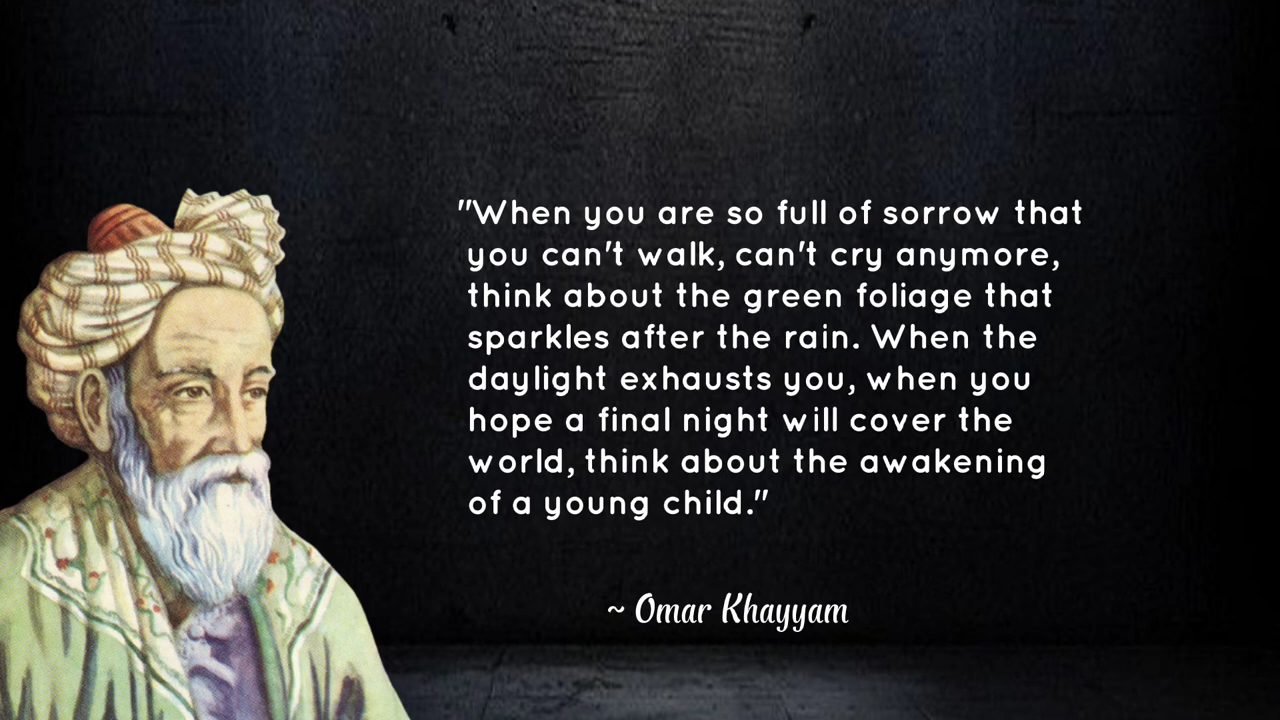 "When you are so full of sorrow that
you can't walk, can't cry anymore,
think about the green foliage that
sparkles after the rain. When the
daylight exhausts you, when you
hope a final night will cover the
world, think about the awakening
of a young child."
~ Omar Khayyam